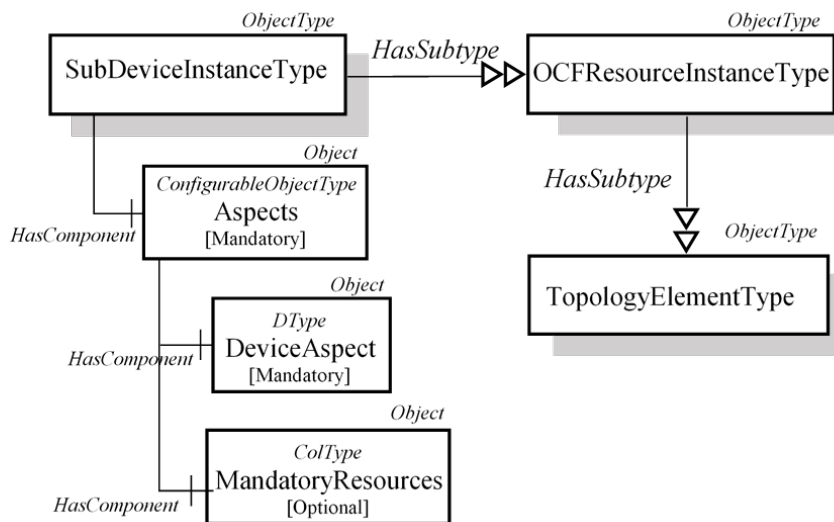 ObjectType
SubDeviceInstanceType
HasSubtype
ObjectType
OCFResourceInstanceType
HasSubtype
ObjectType
TopologyElementType
Object
ConfigurableObjectType
Aspects
[Mandatory]
HasComponent
Object
DType
DeviceAspect
[Mandatory]
HasComponent
Object
ColType
MandatoryResources
[Optional]
HasComponent